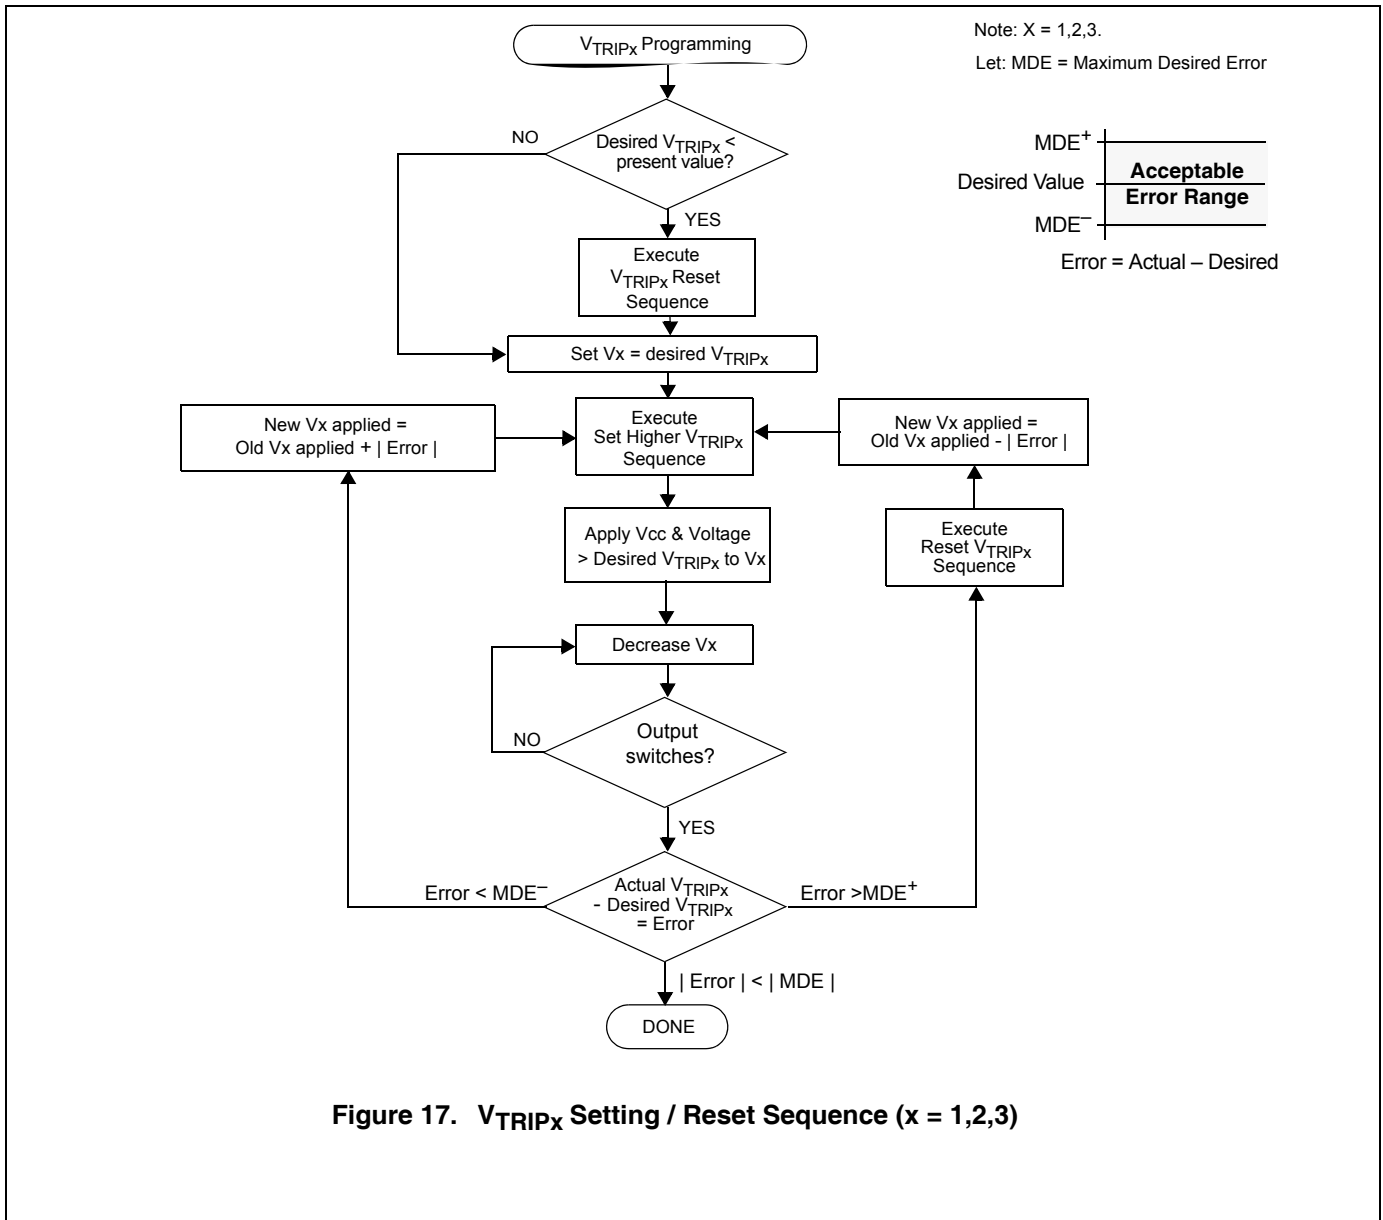 VTRIPx Programming
Note: X = 1,2,3.
Let: MDE = Maximum Desired Error
NO
Desired VTRIPx <
present value?
YES
MDE+
Desired Value
MDE–
Acceptable
Error Range
Error = Actual – Desired
Execute
VTRIPx Reset
Sequence
Set Vx = desired VTRIPx
New Vx applied =
Old Vx applied + | Error |
Execute
Set Higher VTRIPx
Sequence
New Vx applied =
Old Vx applied - | Error |
Apply Vcc & Voltage
> Desired VTRIPx to Vx
Execute
Reset VTRIPx
Sequence
Decrease Vx
NO
Output
switches?
YES
Error < MDE–
Actual VTRIPx
- Desired VTRIPx
= Error
Error >MDE+
| Error | < | MDE |
DONE
Figure 17. VTRIPx Setting / Reset Sequence (x = 1,2,3)